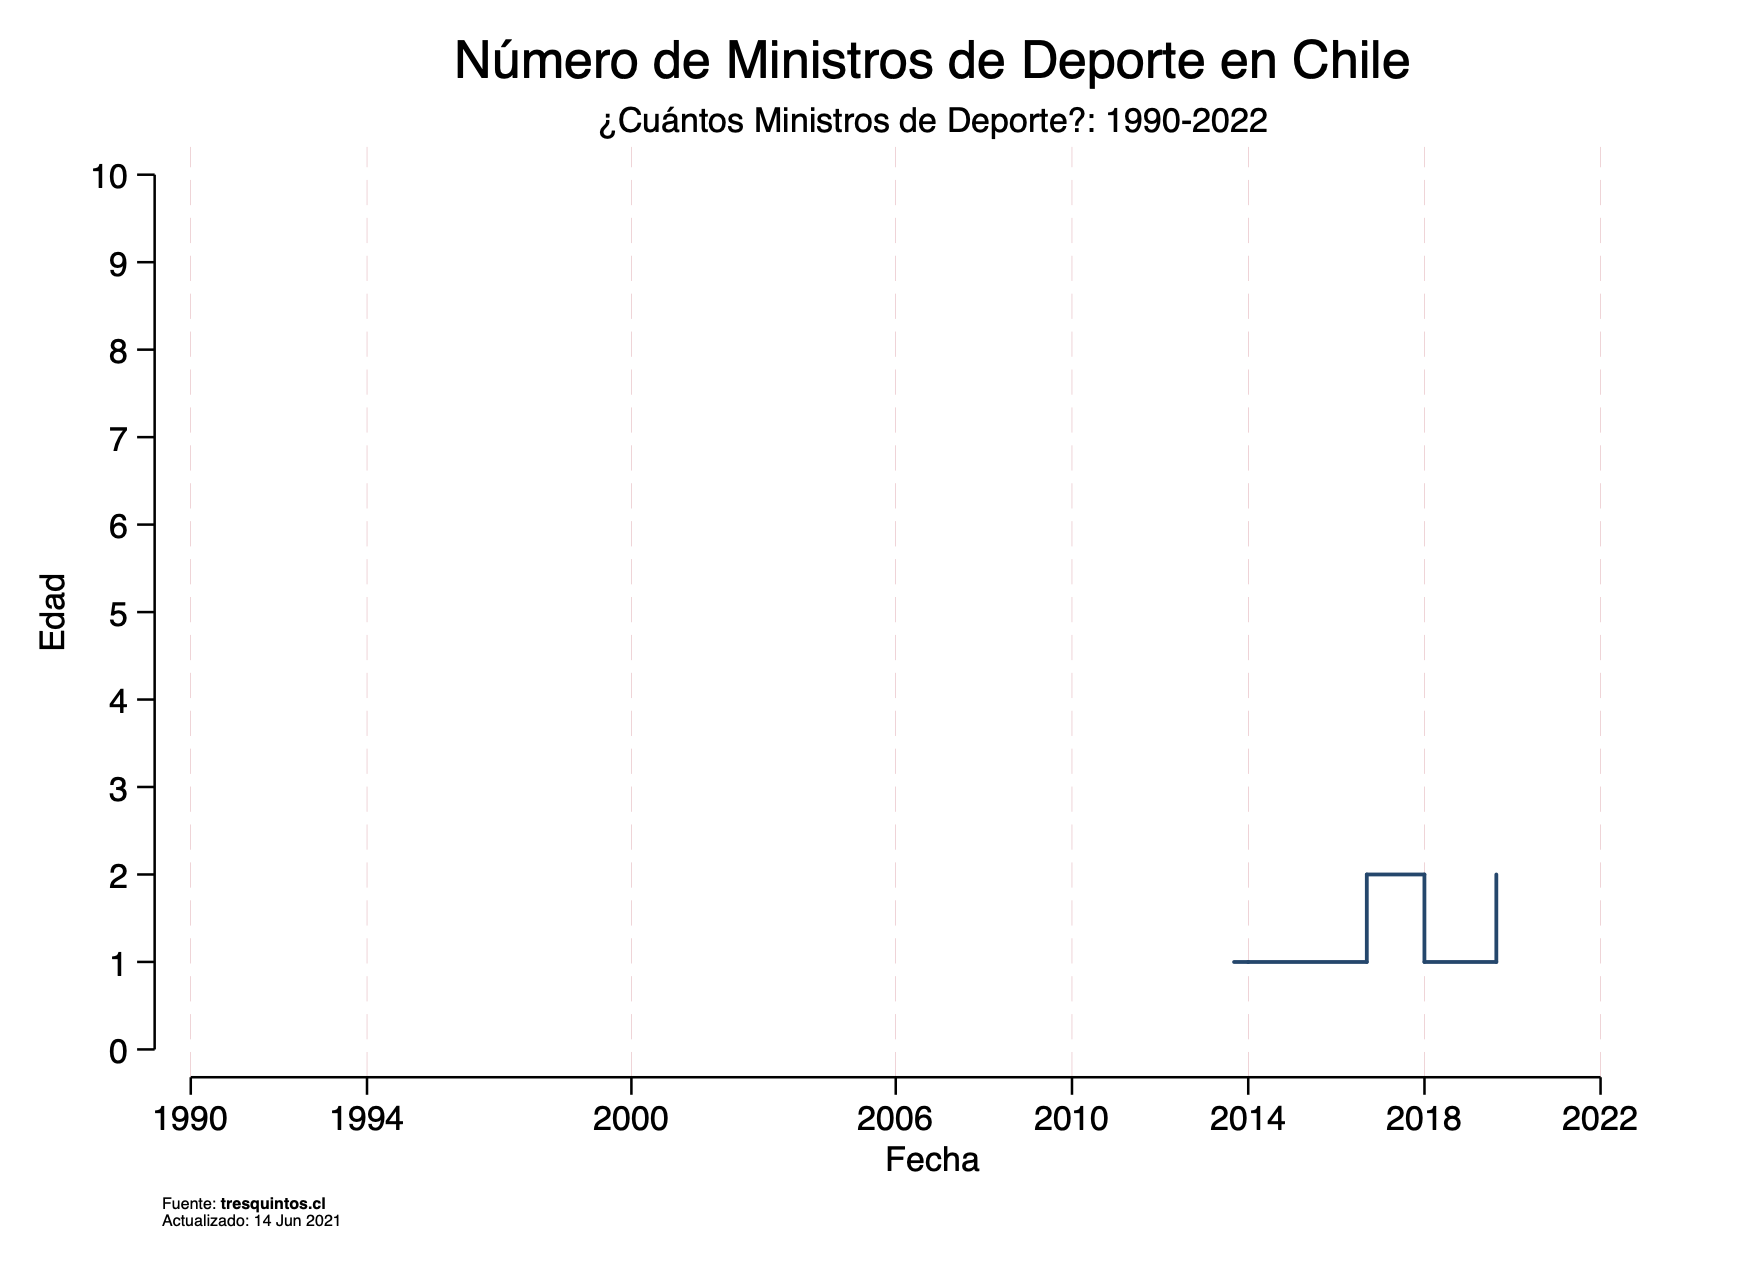 Número de Ministros de Deporte en Chile
¿Cuántos Ministros de Deporte?: 1990-2022
10
9
8
7
6
5
4
3
2
1
0
Edad
1990 1994 2000 2006 2010 2014 2018 2022
Fecha
Fuente: tresquintos.cl
Actualizado: 14 Jun 2021